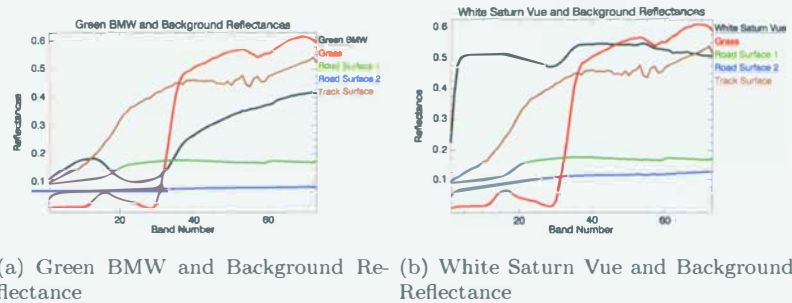 Green BMW and Background Reflectances
0.6
0.5
0.4
0.3
0.2
0.1
Reflectances
20
40
60
Band Number
Green BMW
Grass
Road Surface 1
Road Surface 2
Track Surface
White Saturn Vue and Background Reflectances
0.6
0.5
0.4
0.3
0.2
0.1
Reflectance
20
40
60
Band Number
White Saturn Vue
Grass
Road Surface 1
Road Surface 2
Track Surface
(a) Green BMW and Background Re-
flectance
(b) White Saturn Vue and Background
Reflectance